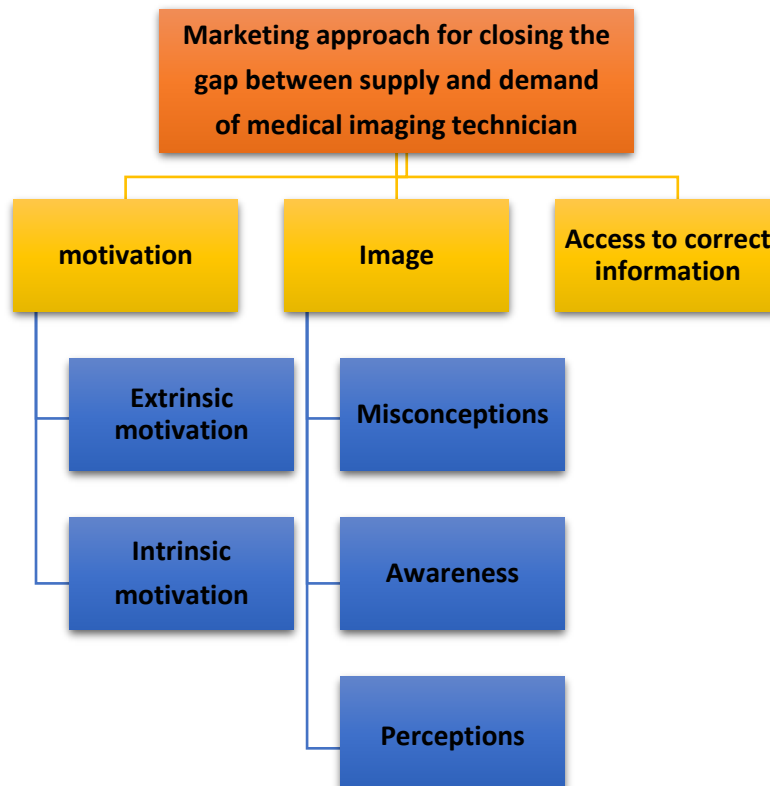 Marketing approach for closing the
gap between supply and demand
of medical imaging technician
motivation
Image
Access to correct
information
Extrinsic
motivation
Misconceptions
Intrinsic
motivation
Awareness
Perceptions